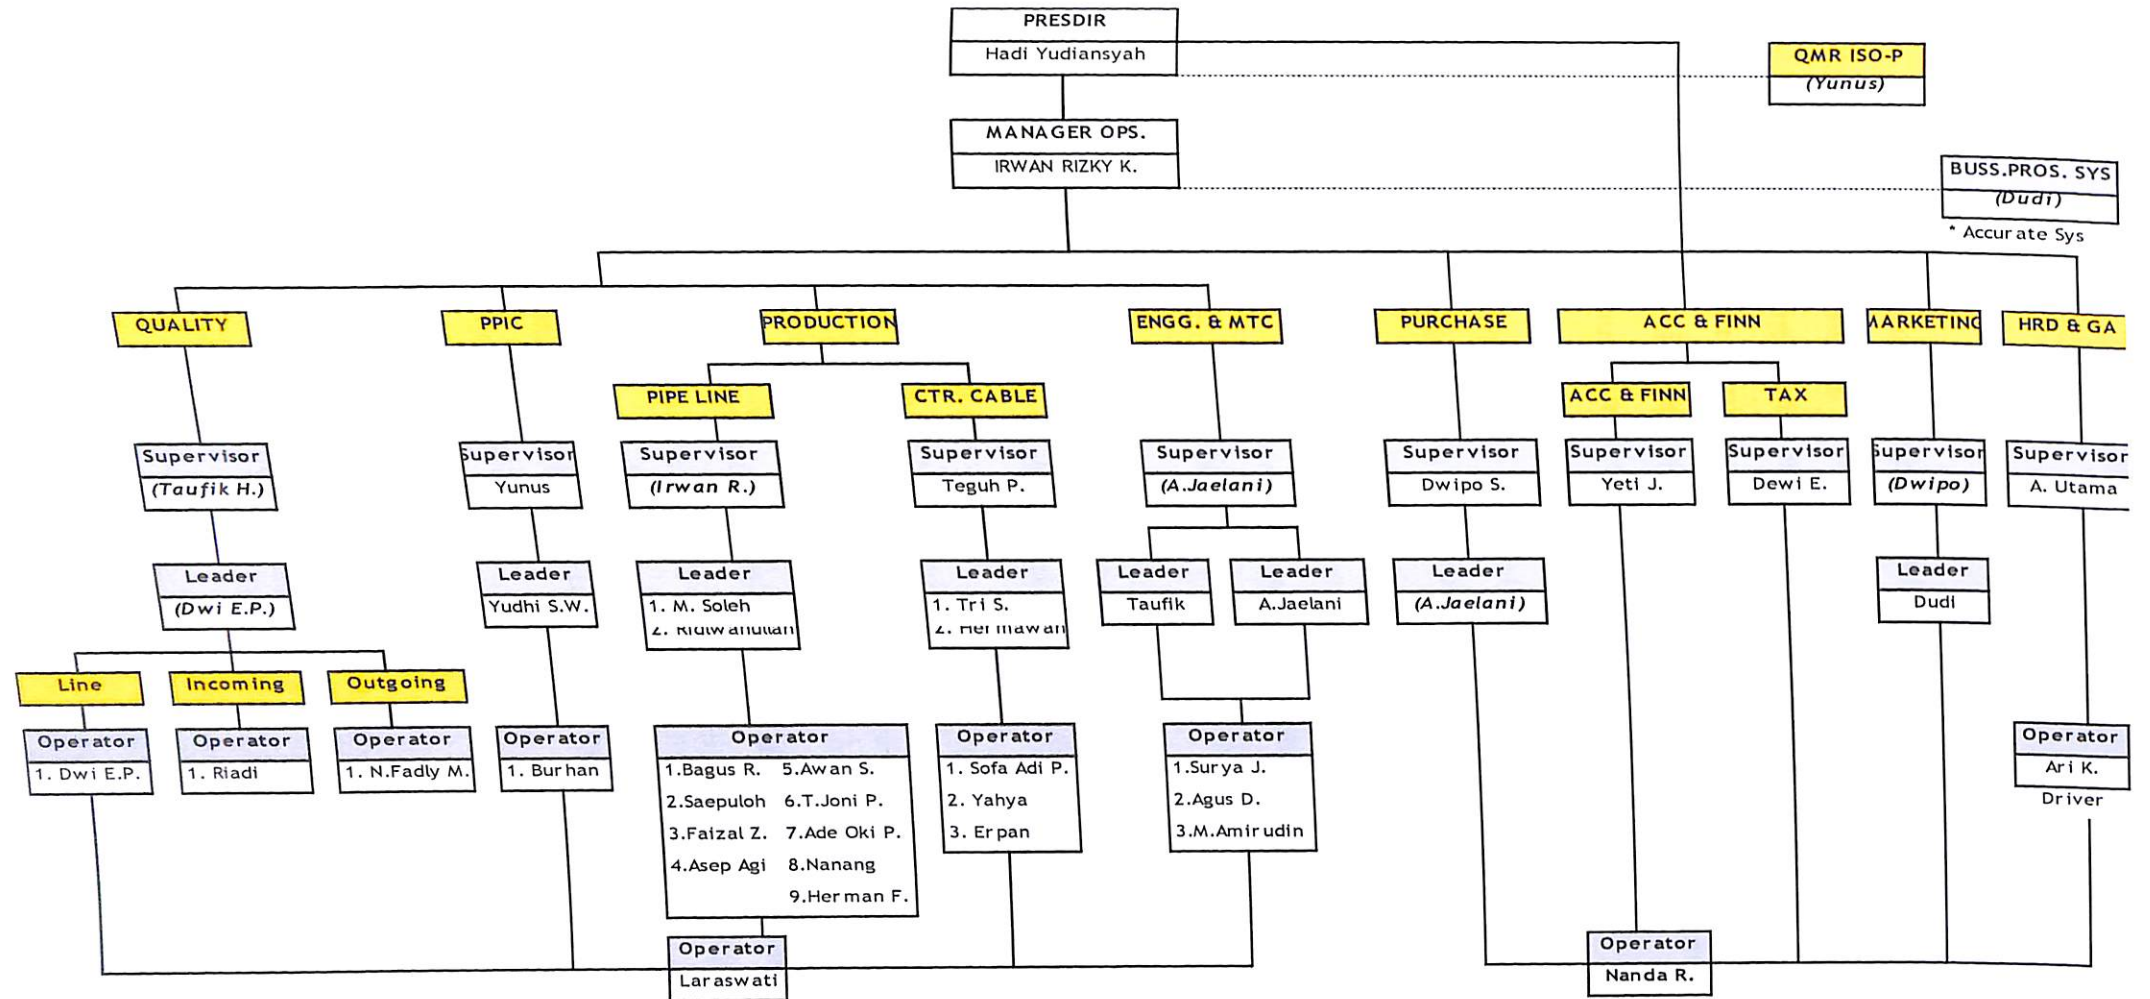 PRESDIR
Hadi Yudiansyah
QMR ISO-P
(Yunus)
MANAGER OPS.
IRWAN RIZKY K.
BUSS.PROS. SYS
(Dudi)
* Accurate Sys
QUALITY
PPIC
PRODUCTION
ENGG. & MTC
PURCHASE
ACC & FINN
MARKETING
HRD & GA
PIPE LINE
CTR. CABLE
ACC & FINN
TAX
Supervisor
(Taufik H.)
Supervisor
Yunus
Supervisor
(Irwan R.)
Supervisor
Teguh P.
Supervisor
(A.Jaelani)
Supervisor
Dwipo S.
Supervisor
Yeti J.
Supervisor
Dewi E.
Supervisor
(Dwipo)
Supervisor
A. Utama
Leader
(Dwi E.P.)
Leader
Yudhi S.W.
Leader
1. M. Soleh
2. Ridwanullah
Leader
1. Tri S.
2. Hermawan
Leader
Taufik
Leader
A.Jaelani
Leader
(A.Jaelani)
Leader
Dudi
Line
Incoming
Outgoing
Operator
1. Dwi E.P.
Operator
1. Riadi
Operator
1. N.Fadly M.
Operator
1. Burhan
Operator
1.Bagus R. 5.Awan S.
2.Saepuloh 6.T.Joni P.
3.Faizal Z. 7.Ade Oki P.
4.Asep Agi 8.Nanang
9.Herman F.
Operator
1. Sofa Adi P.
2. Yahya
3. Erpan
Operator
1.Surya J.
2.Agus D.
3.M.Amirudin
Operator
Ari K.
Driver
Operator
Laraswati
Operator
Nanda R.